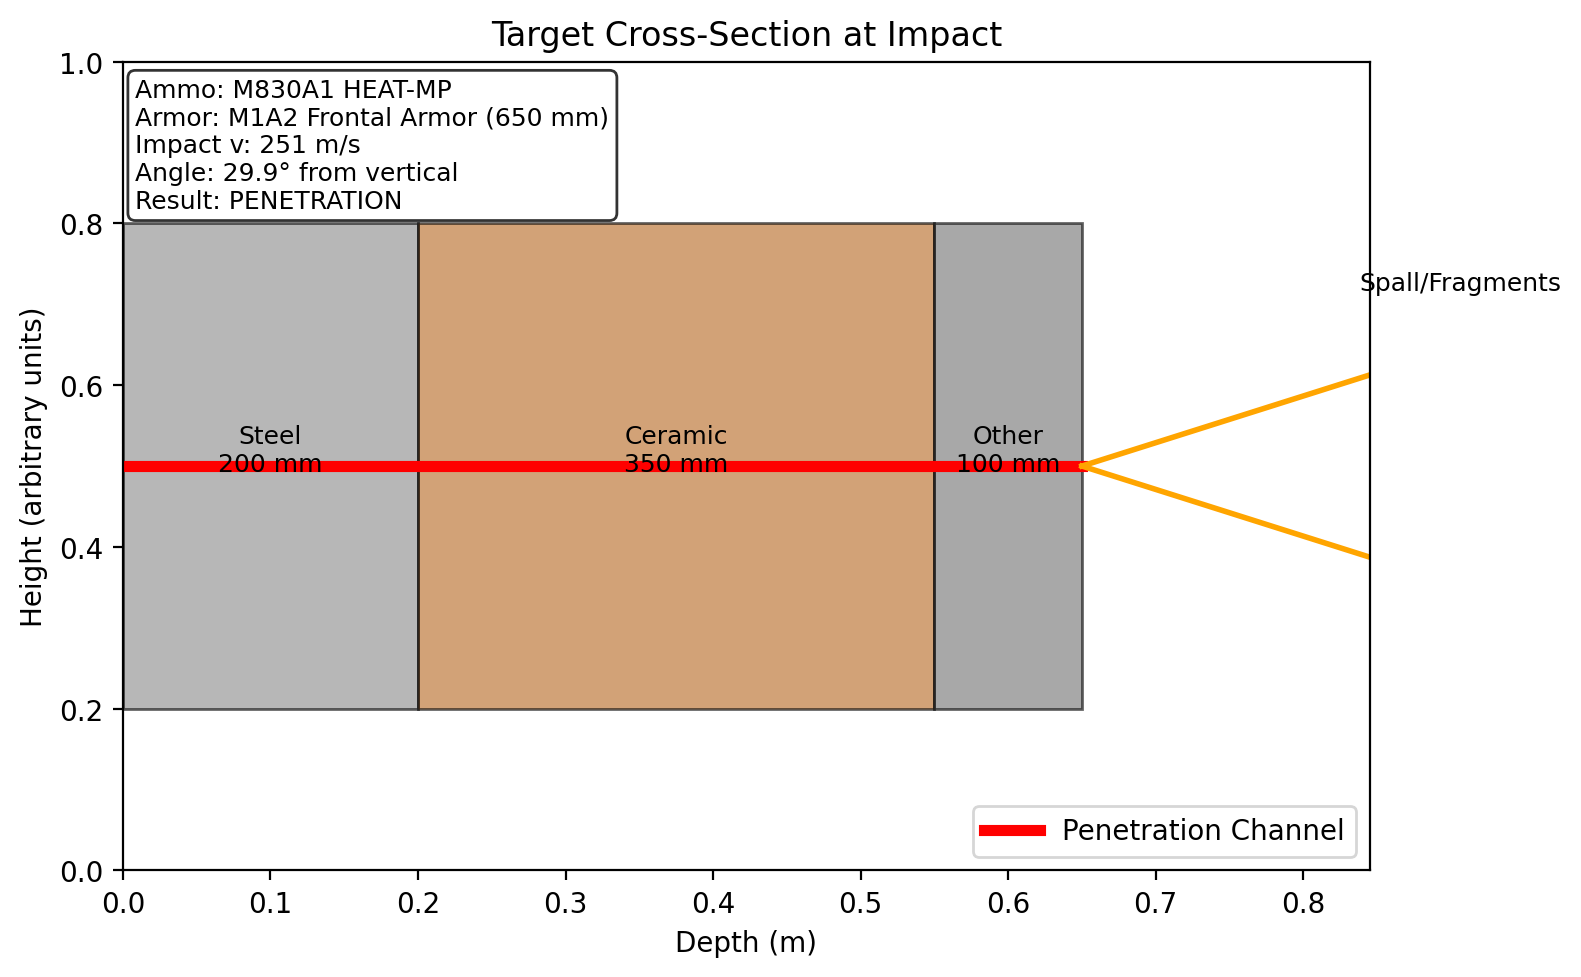 Target Cross-Section at Impact
1.0
0.8
0.6
0.4
0.2
0.0
Height (arbitrary units)
Ammo: M830A1 HEAT-MP
Armor: M1A2 Frontal Armor (650 mm)
Impact v: 251 m/s
Angle: 29.9° from vertical
Result: PENETRATION
Spall/Fragments
Steel
200 mm
Ceramic
350 mm
Other
100 mm
Penetration Channel
0.0 0.1 0.2 0.3 0.4 0.5 0.6 0.7 0.8
Depth (m)